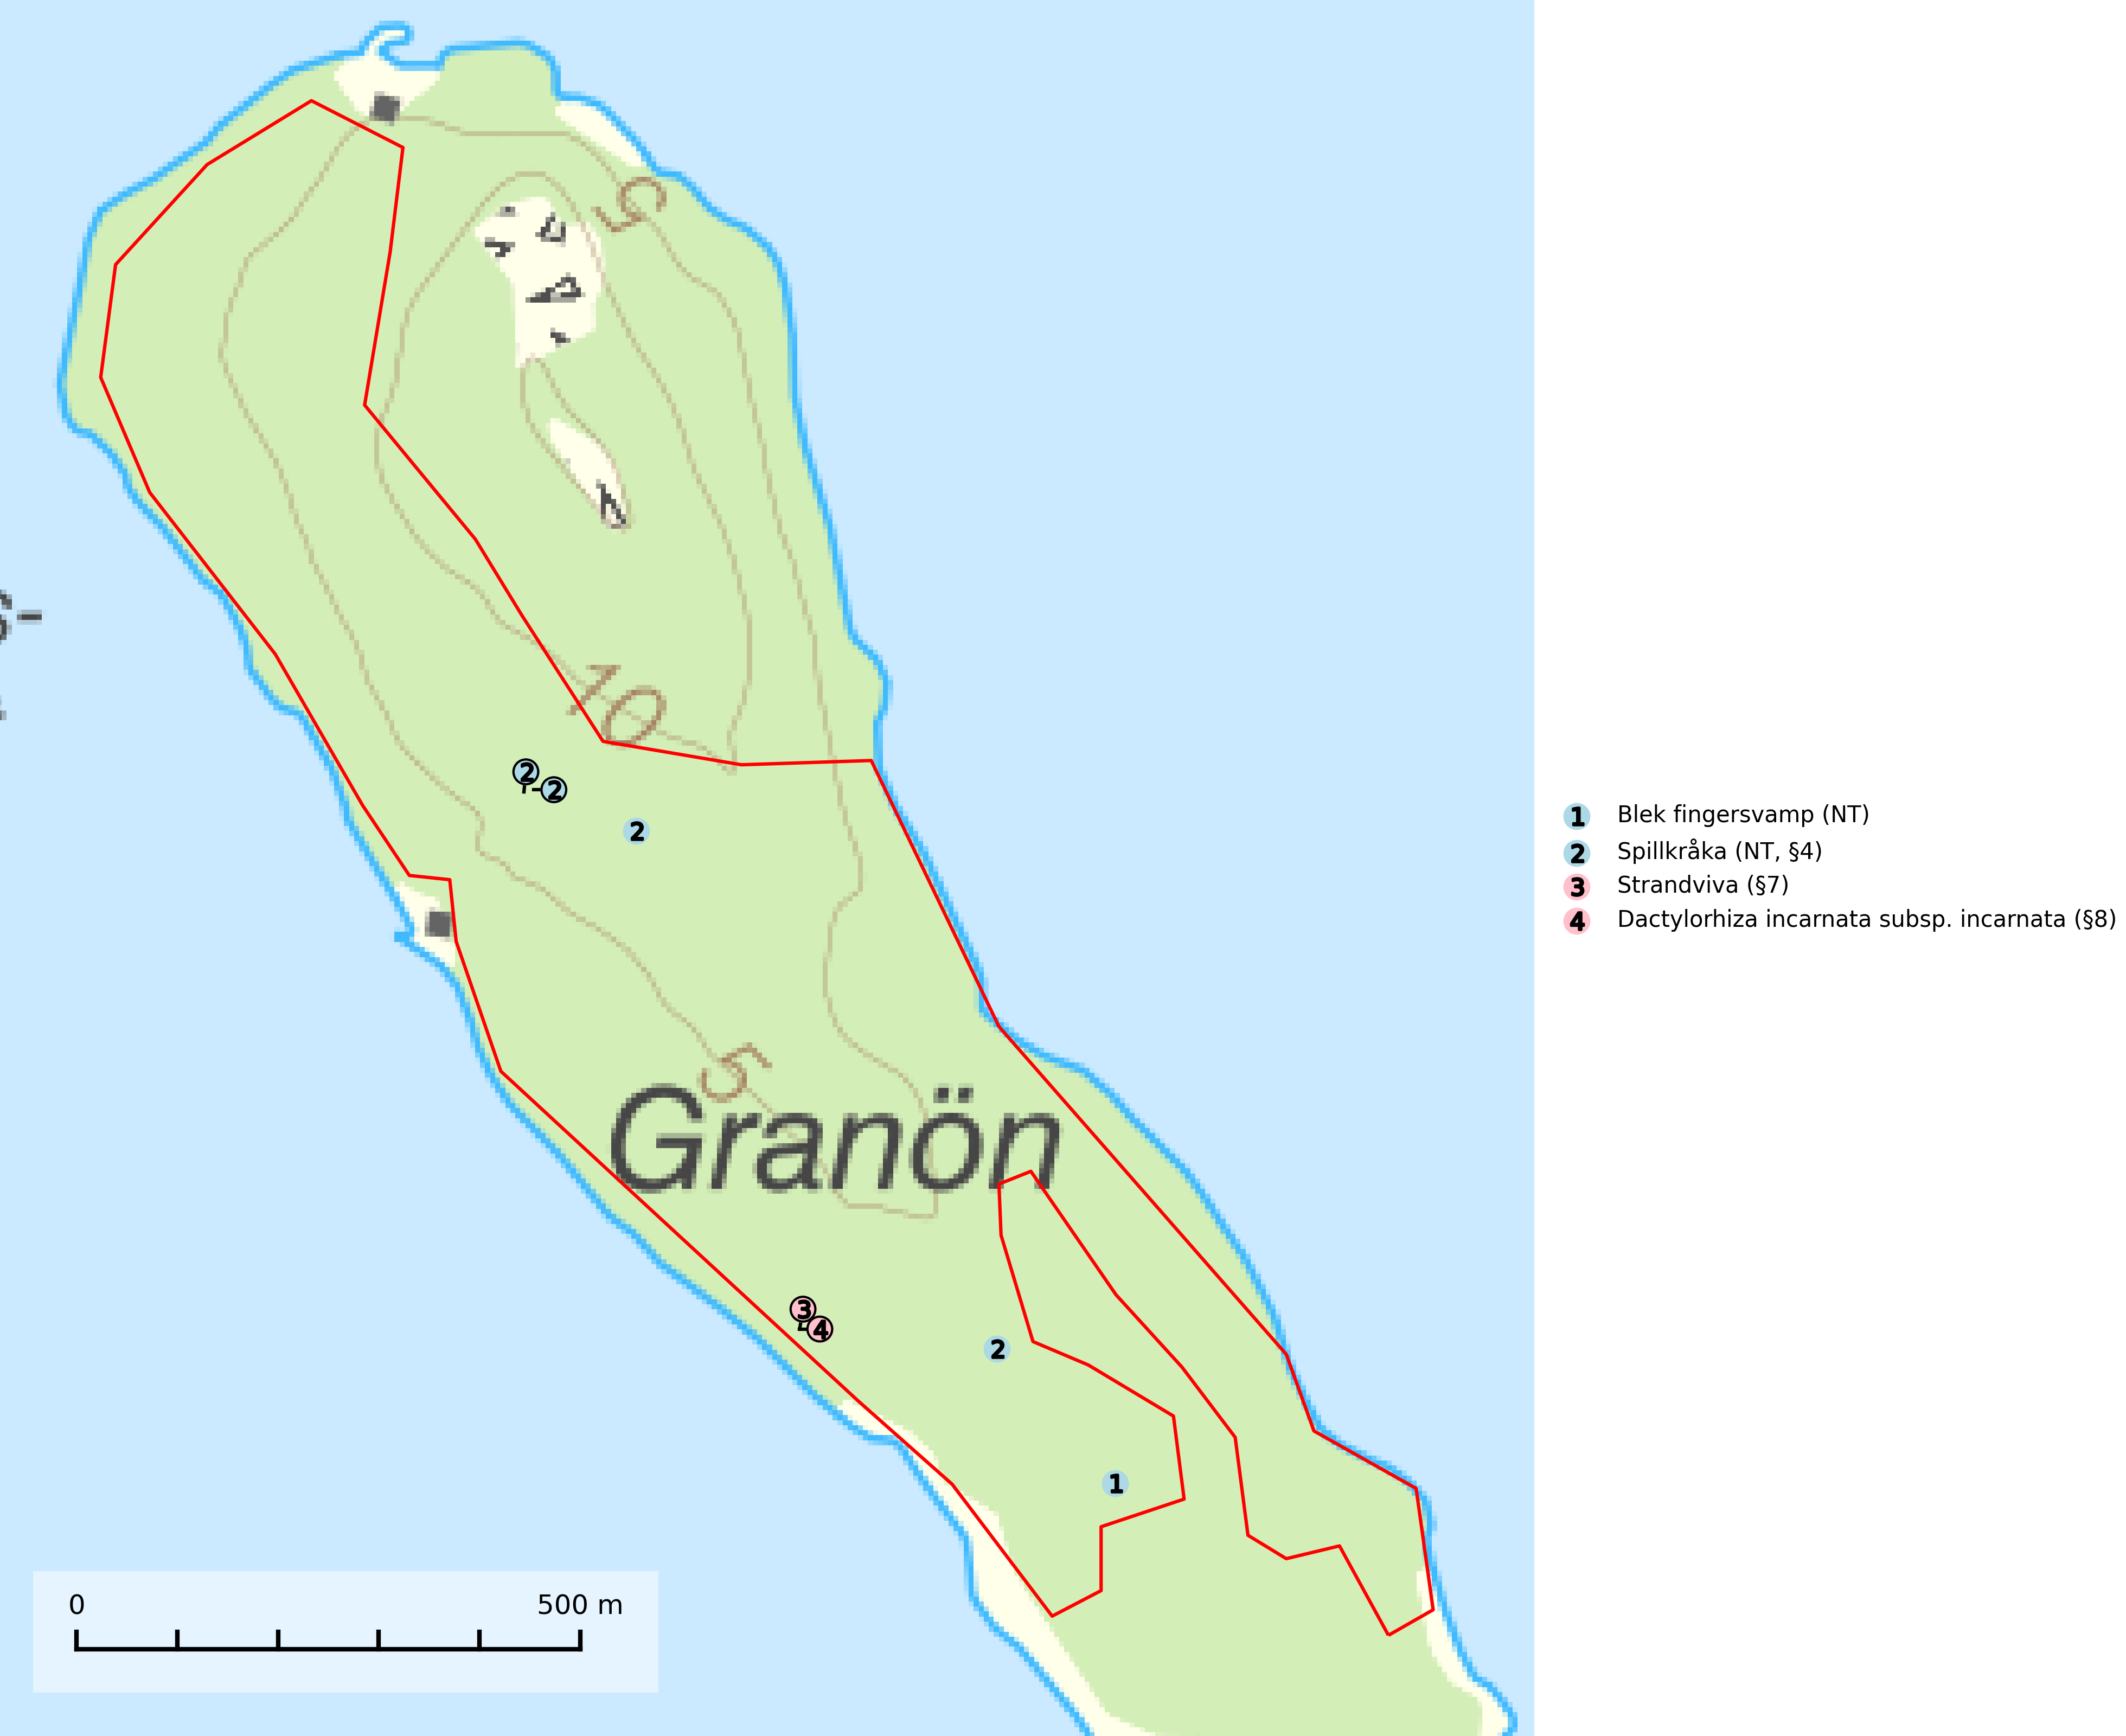 5
10
2
2
2
5
Granön
3
4
2
1
0 500 m
1 Blek fingersvamp (NT)
2 Spillkråka (NT, §4)
3 Strandviva (§7)
4 Dactylorhiza incarnata subsp. incarnata (§8)